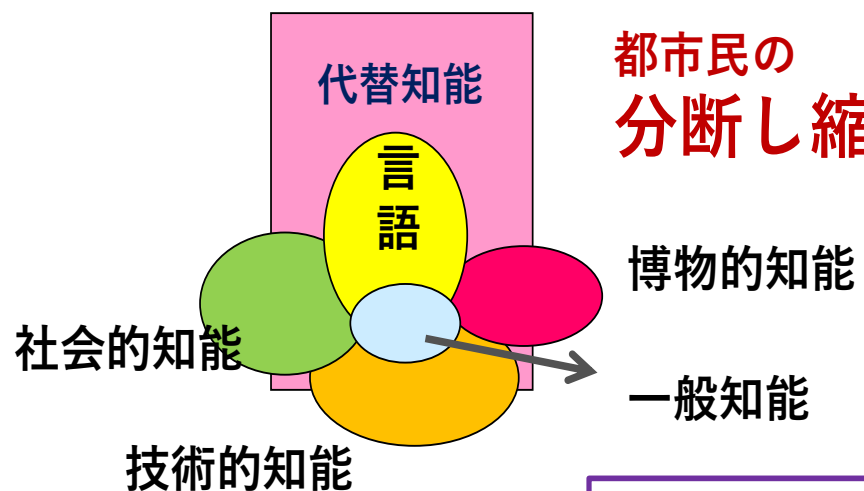 都市民の
分断し縮
代替知能
言
語
博物的知能
社会的知能
一般知能
技術的知能